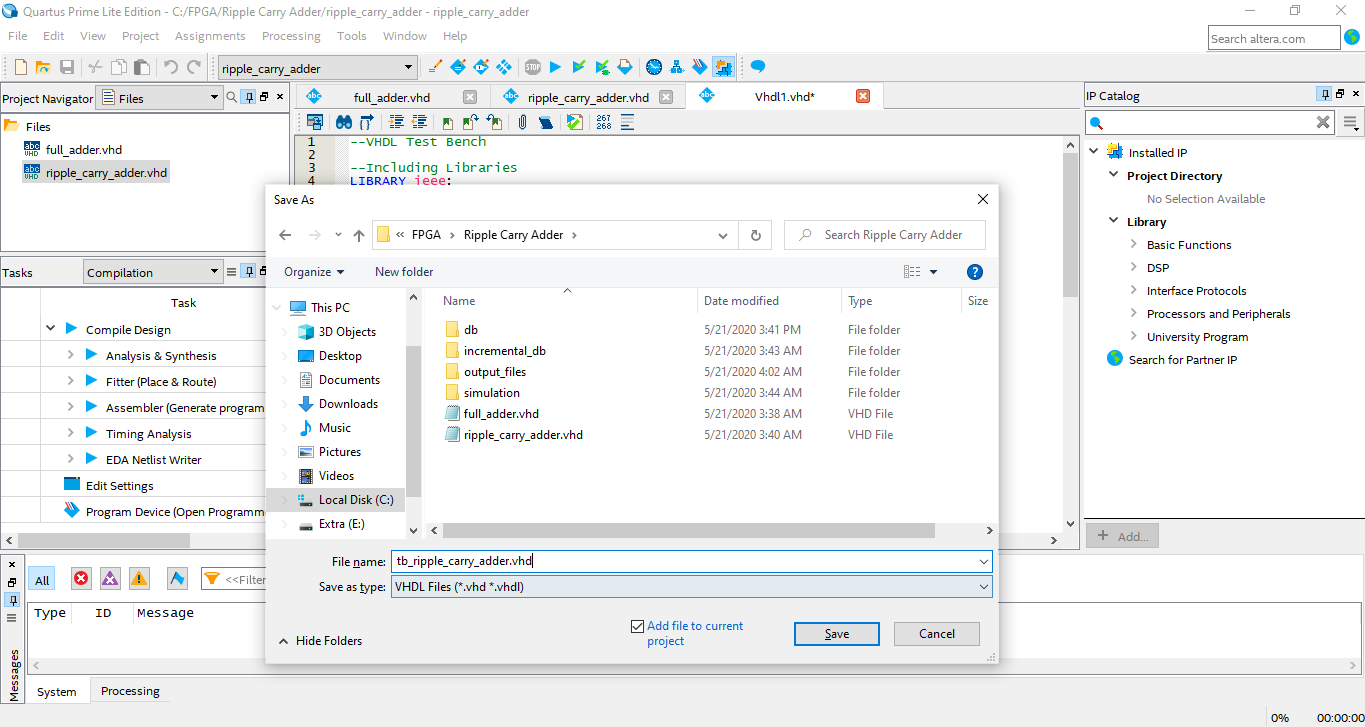 Quartus Prime Lite Edition - C:/FPGA/Ripple Carry Adder/ripple_carry_adder - ripple_carry_adder
File Edit View Project Assignments Processing Tools Window Help
Search altera.com
ripple_carry_adder
STOP
Project Navigator Files
full_adder.vhd ripple_carry_adder.vhd Vhdl1.vhd*
IP Catalog
Files
abc VHD full_adder.vhd
abc VHD ripple_carry_adder.vhd
267
268
1 --VHDL Test Bench
2
3 --Including Libraries
4 LIBRARY ieee;
Installed IP
Project Directory
No Selection Available
Library
Basic Functions
DSP
Interface Protocols
Processors and Peripherals
University Program
Search for Partner IP
+ Add...
Tasks Compilation
Task
Compile Design
Analysis & Synthesis
Fitter (Place & Route)
Assembler (Generate program
Timing Analysis
EDA Netlist Writer
Edit Settings
Program Device (Open Programm
Save As
« FPGA › Ripple Carry Adder ›
Search Ripple Carry Adder
Organize New folder
?
This PC
3D Objects
Desktop
Documents
Downloads
Music
Pictures
Videos
Local Disk (C:)
Extra (E:)
Name Date modified Type Size
db 5/21/2020 3:41 PM File folder
incremental_db 5/21/2020 3:43 AM File folder
output_files 5/21/2020 4:02 AM File folder
simulation 5/21/2020 3:44 AM File folder
full_adder.vhd 5/21/2020 3:38 AM VHD File
ripple_carry_adder.vhd 5/21/2020 3:40 AM VHD File
File name: tb_ripple_carry_adder.vhd
Save as type: VHDL Files (*.vhd *.vhdl)
Add file to current
project
Save Cancel
Hide Folders
All <<Filter
Type ID Message
Messages
System Processing
0% 00:00:00